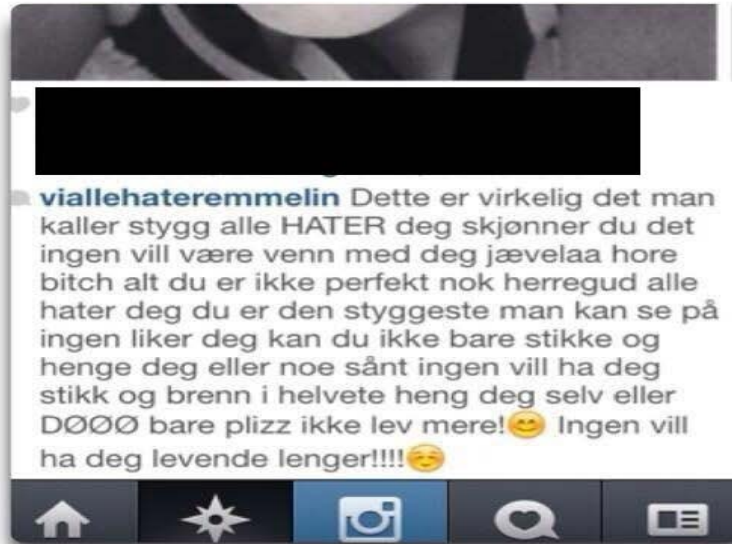 viallehateremmelin Dette er virkelig det man
kaller stygg alle HATER deg skjønner du det
ingen vill være venn med deg jævelaa hore
bitch alt du er ikke perfekt nok herregud alle
hater deg du er den styggeste man kan se på
ingen liker deg kan du ikke bare stikke og
henge deg eller noe sånt ingen vill ha deg
stikk og brenn i helvete heng deg selv eller
DØØØ bare plizz ikke lev mere!😊 Ingen vill
ha deg levende lenger!!!!☺️